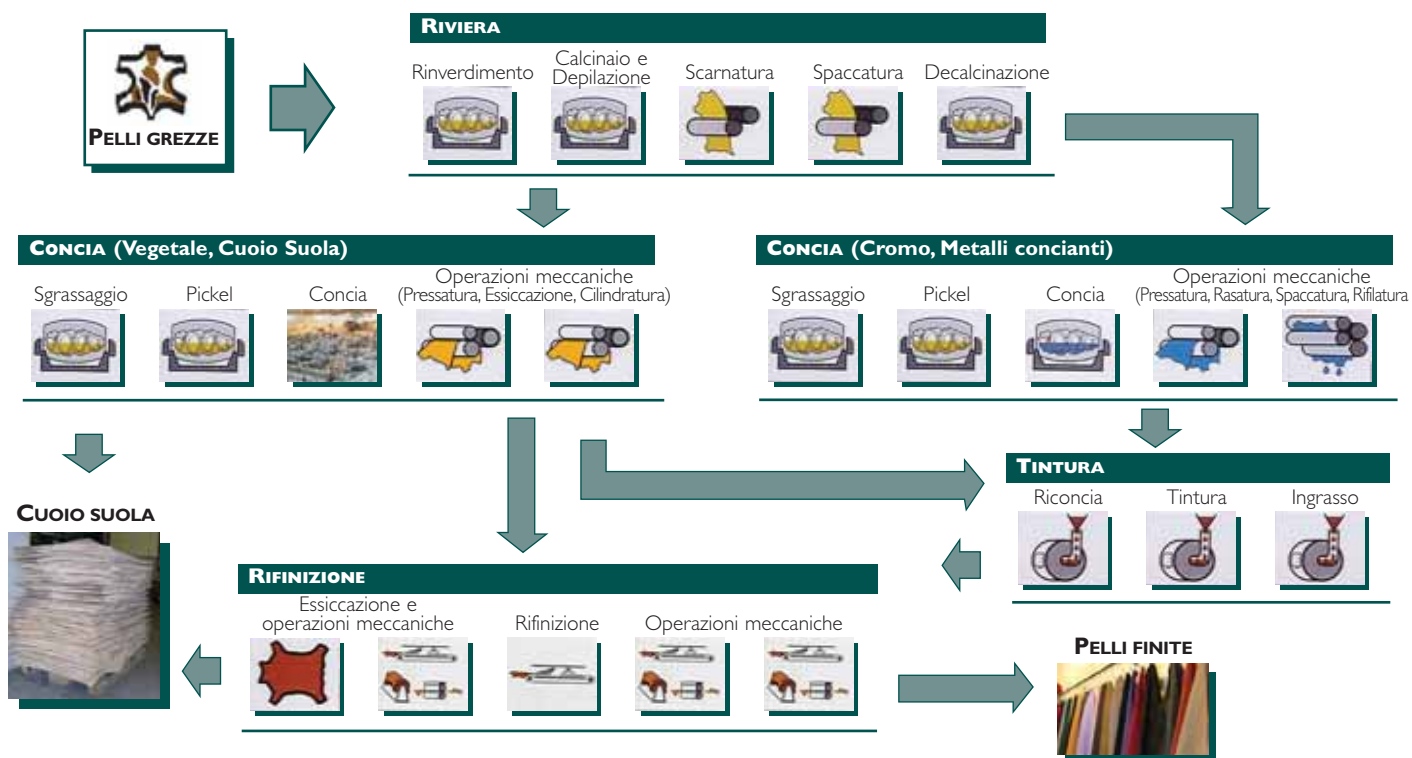 PELLI GREZZE
RIVIERA
Rinverdimento
Calcinaio e
Depilazione
Scarnatura
Spaccatura
Decalcinazione
CONCIA (Vegetale, Cuoio Suola)
Sgrassaggio
Pickel
Concia
Operazioni meccaniche
(Pressatura, Essiccazione, Cilindratura)
CONCIA (Cromo, Metalli concianti)
Sgrassaggio
Pickel
Concia
Operazioni meccaniche
(Pressatura, Rasatura, Spaccatura, Rifilatura
TINTURA
Riconcia
Tintura
Ingrasso
CUOIO SUOLA
RIFINIZIONE
Essiccazione e
operazioni meccaniche
Rifinizione
Operazioni meccaniche
PELLI FINITE